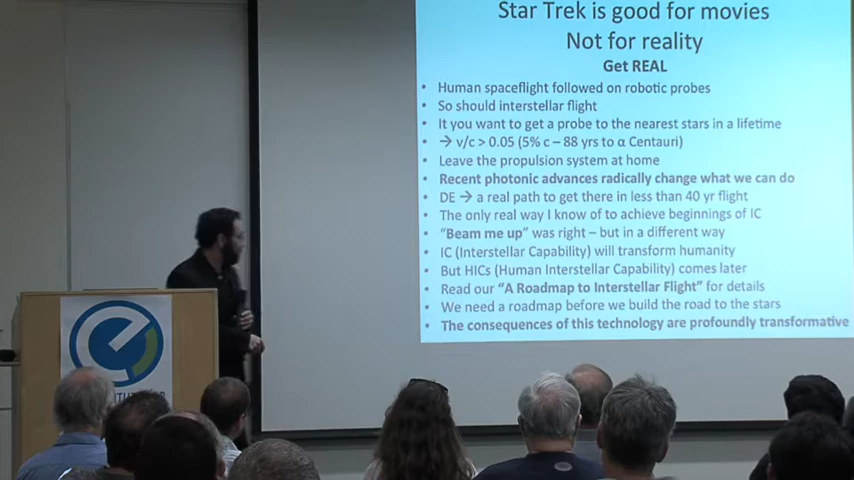 Star Trek is good for movies
Not for reality
Get REAL
• Human spaceflight followed on robotic probes
• So should interstellar flight
• It you want to get a probe to the nearest stars in a lifetime
• → v/c > 0.05 (5% c – 88 yrs to α Centauri)
• Leave the propulsion system at home
• Recent photonic advances radically change what we can do
• DE → a real path to get there in less than 40 yr flight
• The only real way I know of to achieve beginnings of IC
• "Beam me up" was right – but in a different way
• IC (Interstellar Capability) will transform humanity
• But HICs (Human Interstellar Capability) comes later
• Read our "A Roadmap to Interstellar Flight" for details
• We need a roadmap before we build the road to the stars
• The consequences of this technology are profoundly transformative